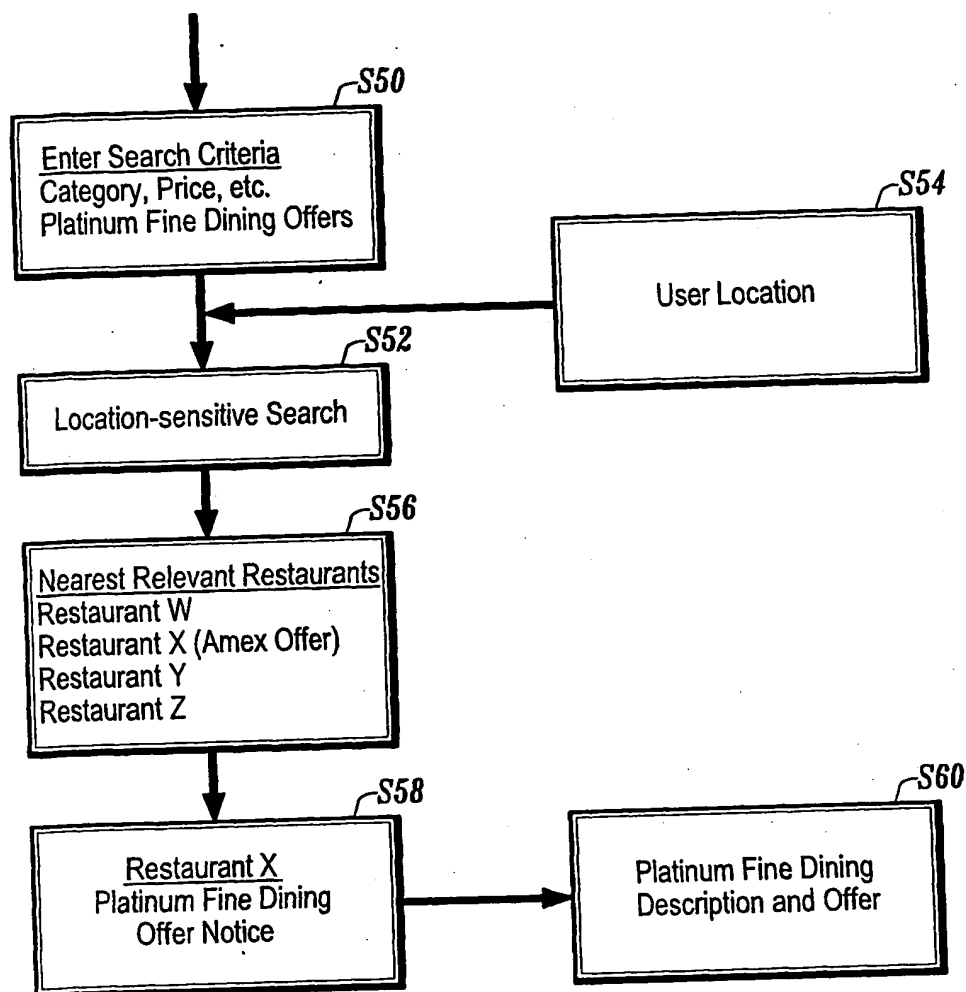 S50
Enter Search Criteria
Category, Price, etc.
Platinum Fine Dining Offers
S54
User Location
S52
Location-sensitive Search
S56
Nearest Relevant Restaurants
Restaurant W
Restaurant X (Amex Offer)
Restaurant Y
Restaurant Z
S58
Restaurant X
Platinum Fine Dining
Offer Notice
S60
Platinum Fine Dining
Description and Offer